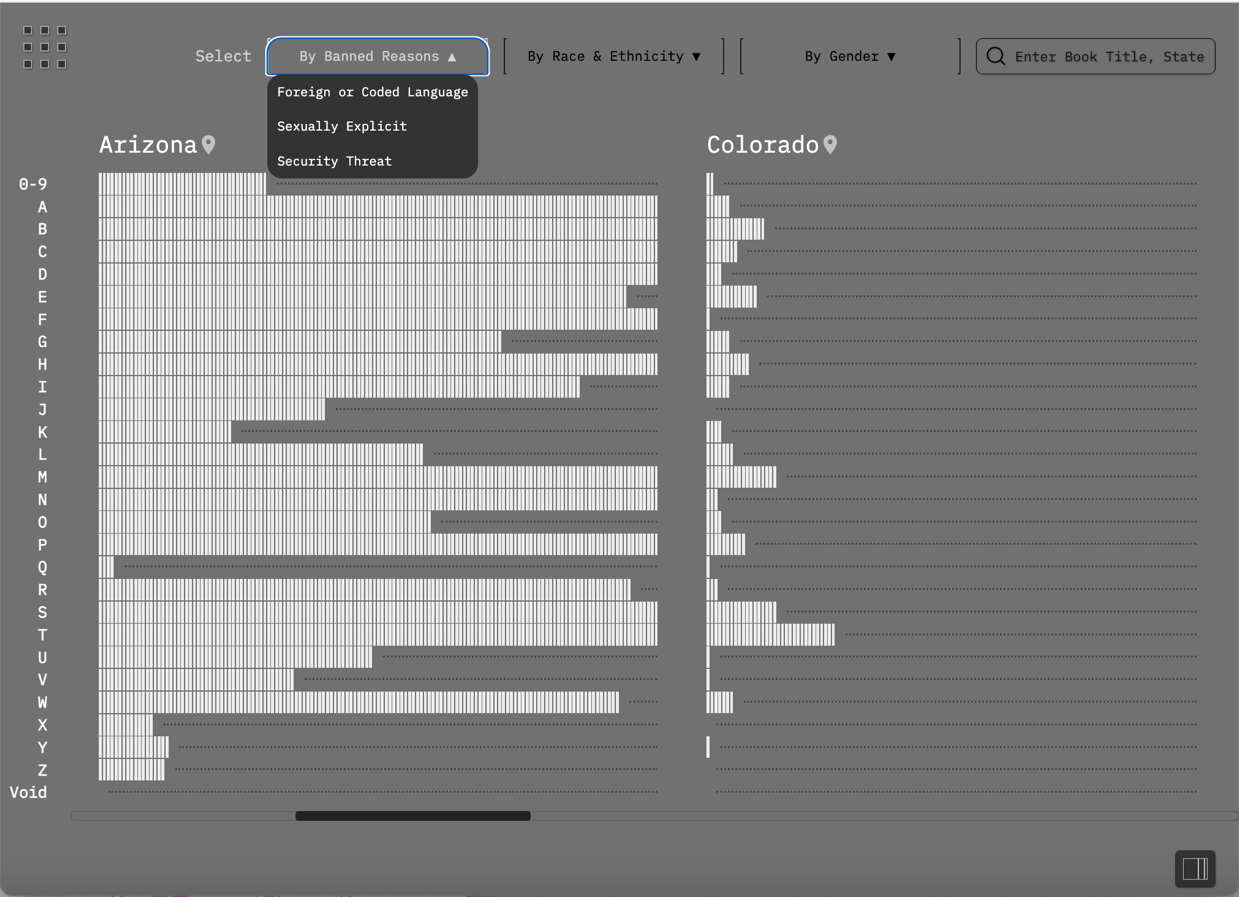 Select
By Banned Reasons ▲
By Race & Ethnicity ▼
By Gender ▼
Enter Book Title, State
Foreign or Coded Language
Sexually Explicit
Security Threat
Arizona
Colorado
0-9
A
B
C
D
E
F
G
H
I
J
K
L
M
N
O
P
Q
R
S
T
U
V
W
X
Y
Z
Void